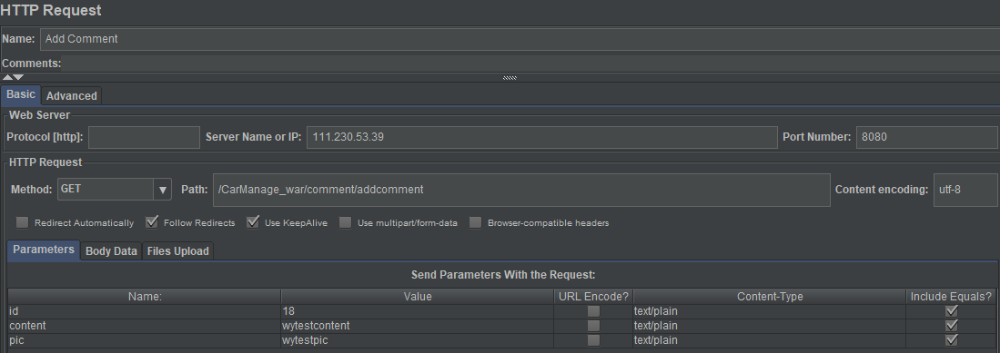 HTTP Request
Name: Add Comment
Comments:
Basic Advanced
Web Server
Protocol [http]: Server Name or IP: 111.230.53.39 Port Number: 8080
HTTP Request
Method: GET Path: /CarManage_war/comment/addcomment Content encoding: utf-8
Redirect Automatically Follow Redirects Use KeepAlive Use multipart/form-data Browser-compatible headers
Parameters Body Data Files Upload
Send Parameters With the Request:
Name: Value URL Encode? Content-Type Include Equals?
id 18 text/plain
content wytestcontent text/plain
pic wytestpic text/plain